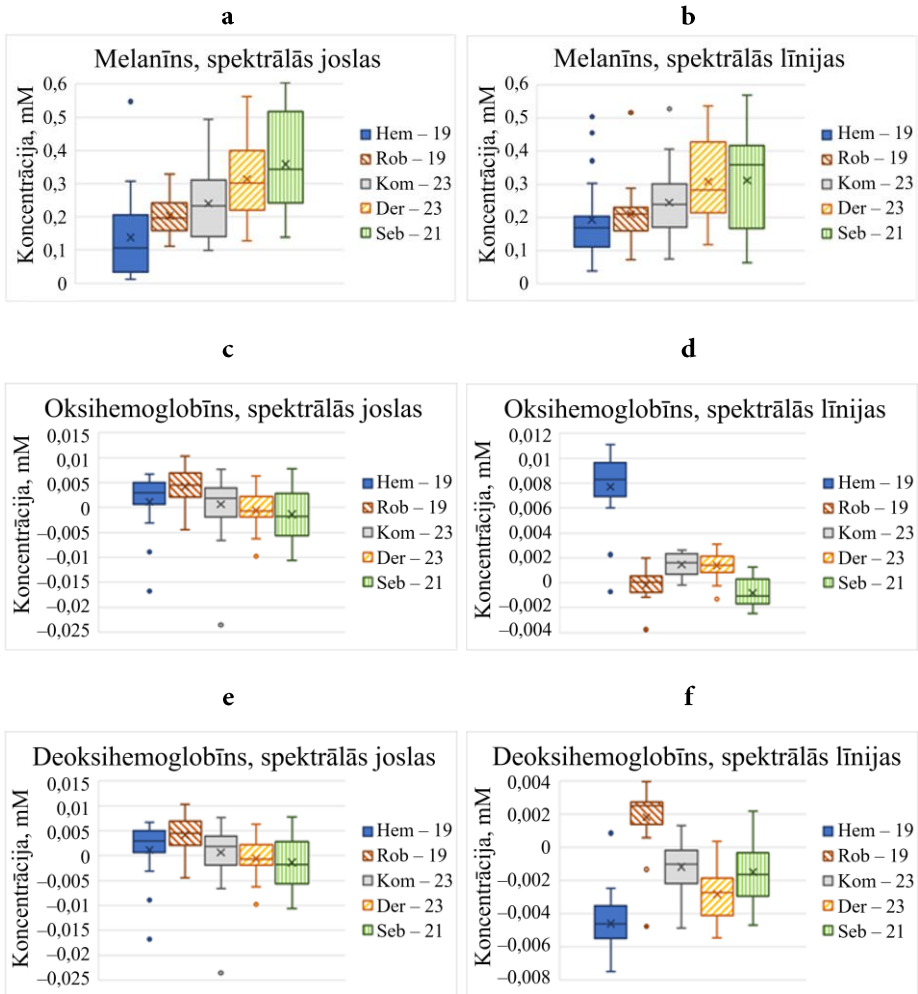 a
Melanīns, spektrālās joslas
Koncentrācija, mM
0,6
0,5
0,4
0,3
0,2
0,1
0
Hem – 19
Rob – 19
Kom – 23
Der – 23
Seb – 21
b
Melanīns, spektrālās līnijas
Koncentrācija, mM
0,6
0,5
0,4
0,3
0,2
0,1
0
Hem – 19
Rob – 19
Kom – 23
Der – 23
Seb – 21
c
Oksihemoglobīns, spektrālās joslas
Koncentrācija, mM
0,015
0,01
0,005
0
–0,005
–0,01
–0,015
–0,02
–0,025
Hem – 19
Rob – 19
Kom – 23
Der – 23
Seb – 21
d
Oksihemoglobīns, spektrālās līnijas
Koncentrācija, mM
0,012
0,01
0,008
0,006
0,004
0,002
0
–0,002
–0,004
Hem – 19
Rob – 19
Kom – 23
Der – 23
Seb – 21
e
Deoksihemoglobīns, spektrālās joslas
Koncentrācija, mM
0,015
0,01
0,005
0
–0,005
–0,01
–0,015
–0,02
–0,025
Hem – 19
Rob – 19
Kom – 23
Der – 23
Seb – 21
f
Deoksihemoglobīns, spektrālās līnijas
Koncentrācija, mM
0,004
0,002
0
–0,002
–0,004
–0,006
–0,008
Hem – 19
Rob – 19
Kom – 23
Der – 23
Seb – 21